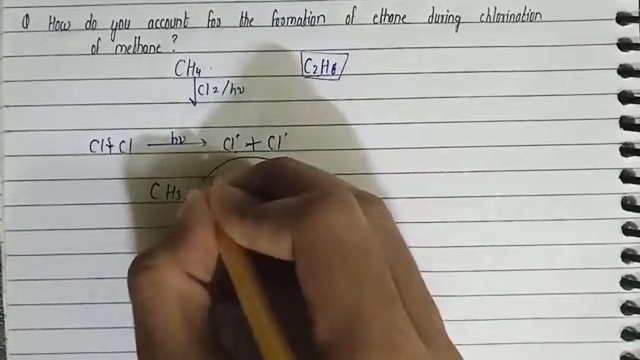 Q How do you account for the formation of ethane during chlorination
of methane ?
CH4
C2H6
Cl2/hν
Cl÷Cl hν → Cl˙ + Cl˙
CH3